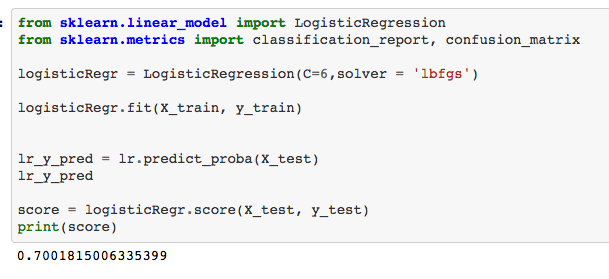 : from sklearn.linear_model import LogisticRegression
from sklearn.metrics import classification_report, confusion_matrix
logisticRegr = LogisticRegression(C=6,solver = 'lbfgs')
logisticRegr.fit(X_train, y_train)
lr_y_pred = lr.predict_proba(X_test)
lr_y_pred
score = logisticRegr.score(X_test, y_test)
print(score)
0.7001815006335399